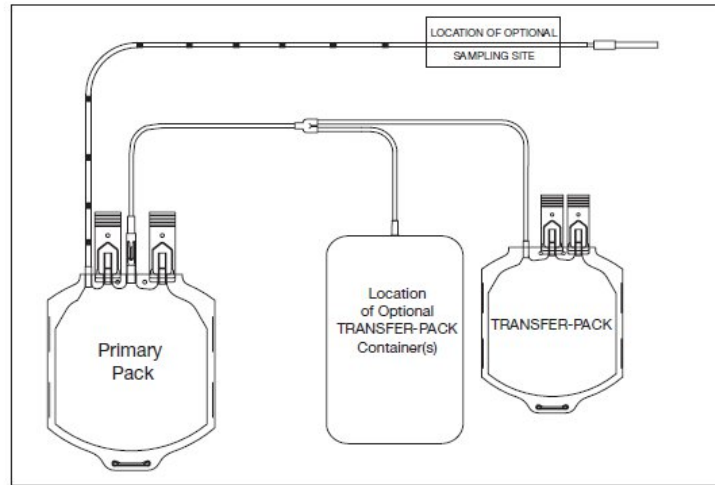 LOCATION OF OPTIONAL
SAMPLING SITE
Primary
Pack
Location
of Optional
TRANSFER-PACK
Container(s)
TRANSFER-PACK